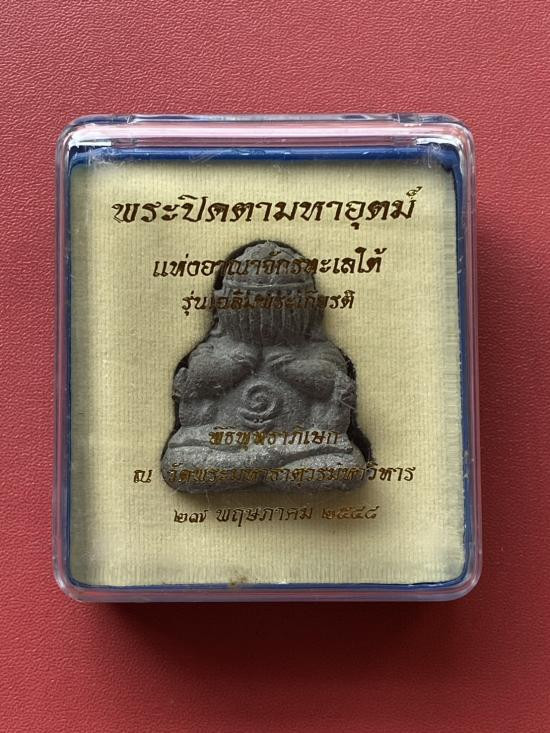 พระปิดตามหาอุตม์
แห่งอาณาจักรทะเลใต้
รุ่นเฉลิมพระเกียรติ
พิธีพุทธาภิเษก
ณ วัดพระมหาธาตุวรมหาวิหาร
๒๗ พฤษภาคม ๒๕๔๘